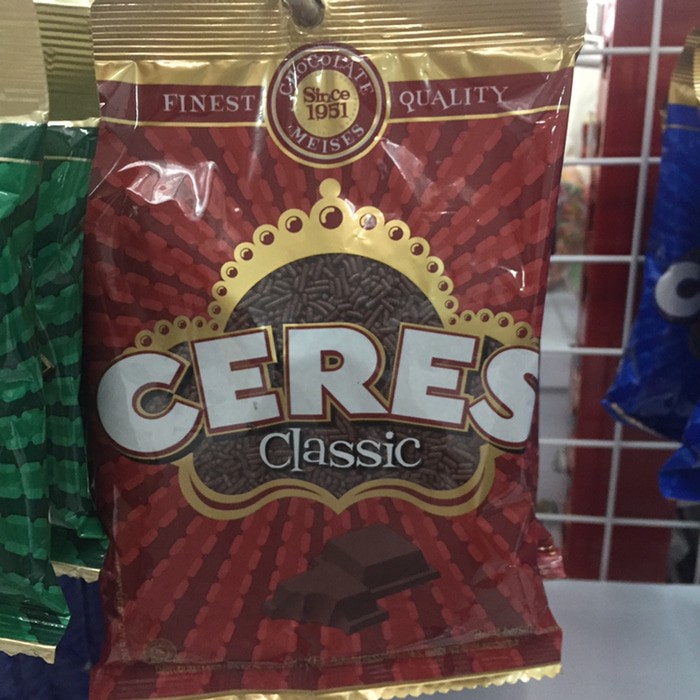 CHOCOLATE
FINEST Since QUALITY
1951
MEISES
CERES
Classic